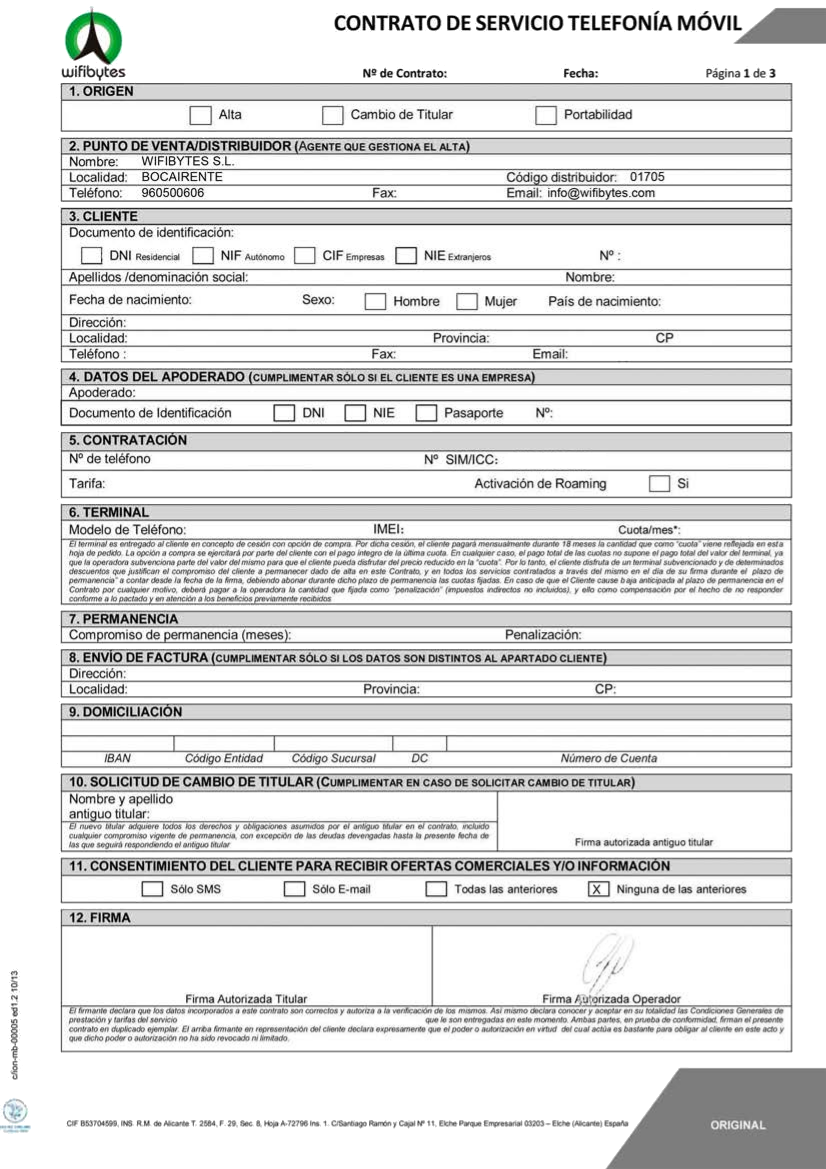 CONTRATO DE SERVICIO TELEFONÍA MÓVIL
wifibytes
Nº de Contrato: Fecha: Página 1 de 3
1. ORIGEN
Alta Cambio de Titular Portabilidad
2. PUNTO DE VENTA/DISTRIBUIDOR (AGENTE QUE GESTIONA EL ALTA)
Nombre: WIFIBYTES S.L.
Localidad: BOCAIRENTE Código distribuidor: 01705
Teléfono: 960500606 Fax: Email: info@wifibytes.com
3. CLIENTE
Documento de identificación:
DNI Residencial NIF Autónomo CIF Empresas NIE Extranjeros Nº :
Apellidos /denominación social: Nombre:
Fecha de nacimiento: Sexo: Hombre Mujer País de nacimiento:
Dirección:
Localidad: Provincia: CP
Teléfono : Fax: Email:
4. DATOS DEL APODERADO (CUMPLIMENTAR SÓLO SI EL CLIENTE ES UNA EMPRESA)
Apoderado:
Documento de Identificación DNI NIE Pasaporte Nº:
5. CONTRATACIÓN
Nº de teléfono Nº SIM/ICC:
Tarifa: Activación de Roaming Si
6. TERMINAL
Modelo de Teléfono: IMEI: Cuota/mes*:
El terminal es entregado al cliente en concepto de cesión con opción de compra. Por dicha cesión, el cliente pagará mensualmente durante 18 meses la cantidad que como "cuota" viene reflejada en esta
hoja de pedido. La opción a compra se ejercitará por parte del cliente con el pago integro de la última cuota. En cualquier caso, el pago total de las cuotas no supone el pago total del valor del terminal, ya
que la operadora subvenciona parte del valor del mismo para que el cliente pueda disfrutar del precio reducido en la "cuota". Por lo tanto, el cliente disfruta de un terminal subvencionado y de determinados
descuentos que justifican el compromiso del cliente a permanecer dado de alta en este Contrato, y en todos los servicios contratados a través del mismo en el día de su firma durante el plazo de
permanencia" a contar desde la fecha de la firma, debiendo abonar durante dicho plazo de permanencia las cuotas fijadas. En caso de que el Cliente cause baja anticipada al plazo de permanencia en el
Contrato por cualquier motivo, deberá pagar a la operadora la cantidad que fijada como "penalización" (impuestos indirectos no incluidos), y ello como compensación por el hecho de no responder
conforme a lo pactado y en atención a los beneficios previamente recibidos
7. PERMANENCIA
Compromiso de permanencia (meses): Penalización:
8. ENVÍO DE FACTURA (CUMPLIMENTAR SÓLO SI LOS DATOS SON DISTINTOS AL APARTADO CLIENTE)
Dirección:
Localidad: Provincia: CP:
9. DOMICILIACIÓN
IBAN Código Entidad Código Sucursal DC Número de Cuenta
10. SOLICITUD DE CAMBIO DE TITULAR (CUMPLIMENTAR EN CASO DE SOLICITAR CAMBIO DE TITULAR)
Nombre y apellido
antiguo titular:
El nuevo titular adquiere todos los derechos y obligaciones asumidos por el antiguo titular en el contrato, incluido
cualquier compromiso vigente de permanencia, con excepción de las deudas devengadas hasta la presente fecha de
las que seguirá respondiendo el antiguo titular
Firma autorizada antiguo titular
11. CONSENTIMIENTO DEL CLIENTE PARA RECIBIR OFERTAS COMERCIALES Y/O INFORMACIÓN
Sólo SMS Sólo E-mail Todas las anteriores X Ninguna de las anteriores
12. FIRMA
Firma Autorizada Titular Firma Autorizada Operador
El firmante declara que los datos incorporados a este contrato son correctos y autoriza a la verificación de los mismos. Así mismo declara conocer y aceptar en su totalidad las Condiciones Generales de
prestación y tarifas del servicio que le son entregadas en este momento. Ambas partes, en prueba de conformidad, firman el presente
contrato en duplicado ejemplar. El arriba firmante en representación del cliente declara expresamente que el poder o autorización en virtud del cual actúa es bastante para obligar al cliente en este acto y
que dicho poder o autorización no ha sido revocado ni limitado.
c/ion-mb-00005 ed1.2 10/13
CIF B53704599, INS. R.M. de Alicante T. 2584, F. 29, Sec. 8, Hoja A-72796 Ins. 1. C/Santiago Ramón y Cajal Nº 11, Elche Parque Empresarial 03203 – Elche (Alicante) España
ORIGINAL